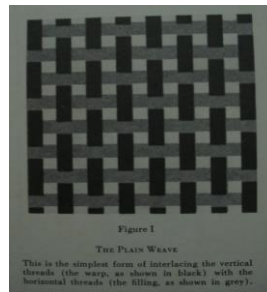 Figure I
THE PLAIN WEAVE
This is the simplest form of interlacing the vertical
threads (the warp, as shown in black) with the
horizontal threads (the filling, as shown in grey).